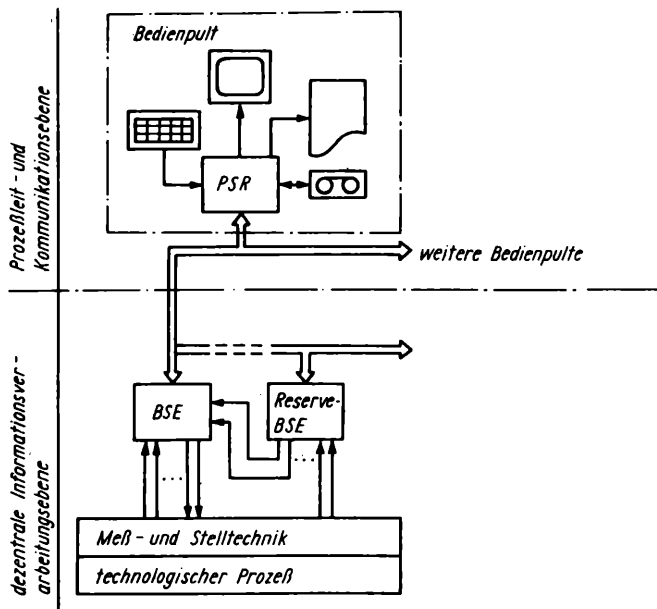 Prozeßleit- und
Kommunikationsebene
Bedienpult
PSR
weitere Bedienpulte
dezentrale Informationsver-
arbeitungsebene
BSE
Reserve-
BSE
Meß- und Stelltechnik
technologischer Prozeß